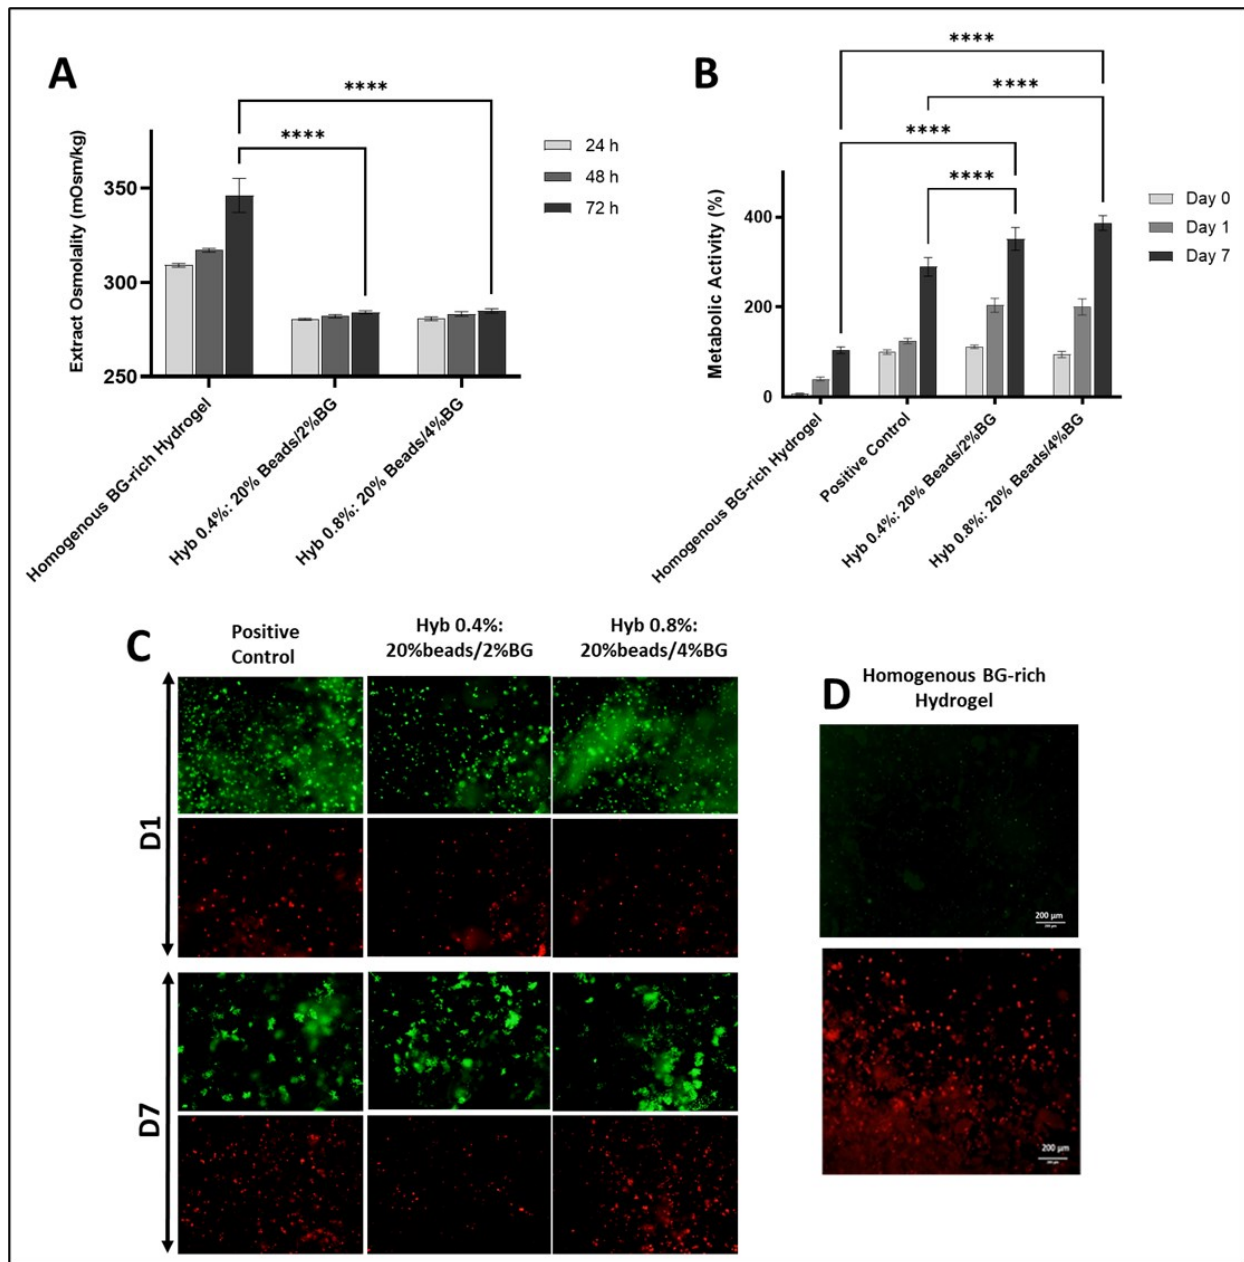 A
****
****
Extract Osmolality (mOsm/kg)
350
300
250
24 h
48 h
72 h
Homogenous BG-rich Hydrogel
Hyb 0.4%: 20% Beads/2%BG
Hyb 0.8%: 20% Beads/4%BG
B
****
****
****
****
Metabolic Activity (%)
400
200
0
Day 0
Day 1
Day 7
Homogenous BG-rich Hydrogel
Positive Control
Hyb 0.4%: 20% Beads/2%BG
Hyb 0.8%: 20% Beads/4%BG
C
Positive
Control
Hyb 0.4%:
20%beads/2%BG
Hyb 0.8%:
20%beads/4%BG
D1
D7
D
Homogenous BG-rich
Hydrogel
200 µm
200 µm